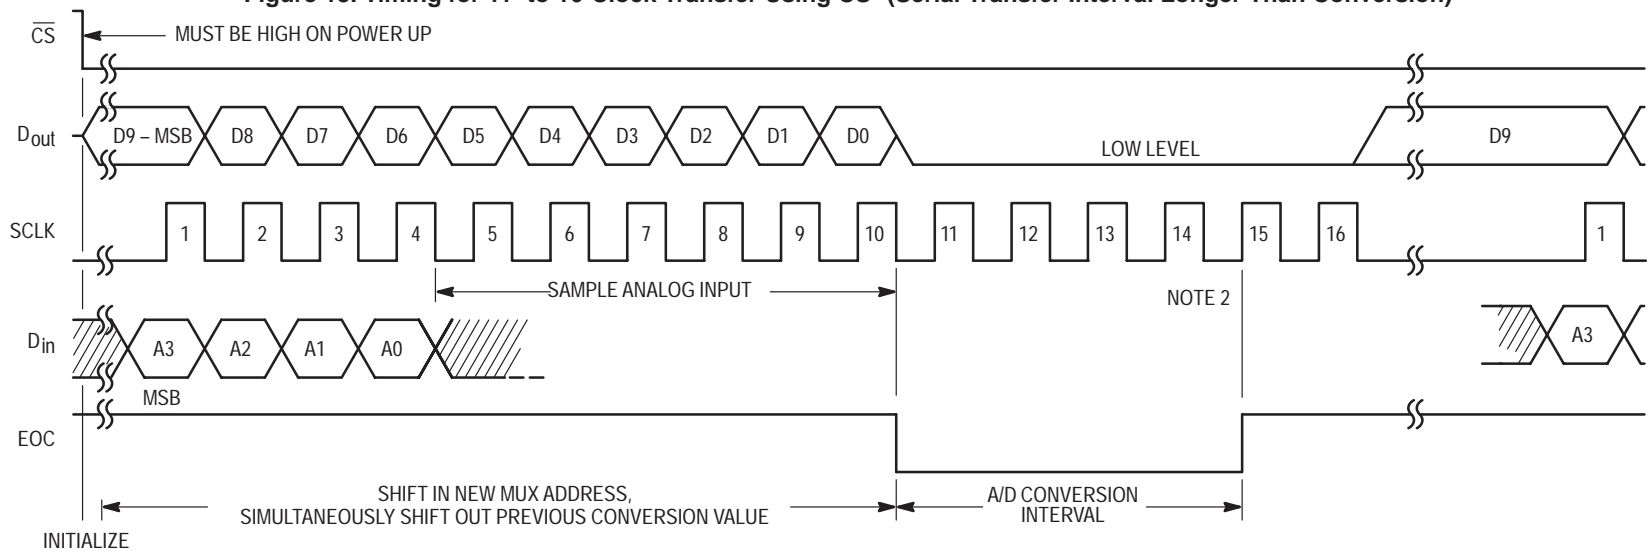 Figure 13. Timing for 11- to 16-Clock Transfer Using CS* (Serial Transfer Interval Longer Than Conversion)
CS
MUST BE HIGH ON POWER UP
Dout
D9 – MSB D8 D7 D6 D5 D4 D3 D2 D1 D0 LOW LEVEL D9
SCLK
1 2 3 4 5 6 7 8 9 10 11 12 13 14 15 16 1
SAMPLE ANALOG INPUT
NOTE 2
Din
A3 A2 A1 A0 A3
MSB
EOC
SHIFT IN NEW MUX ADDRESS,
SIMULTANEOUSLY SHIFT OUT PREVIOUS CONVERSION VALUE
A/D CONVERSION
INTERVAL
INITIALIZE